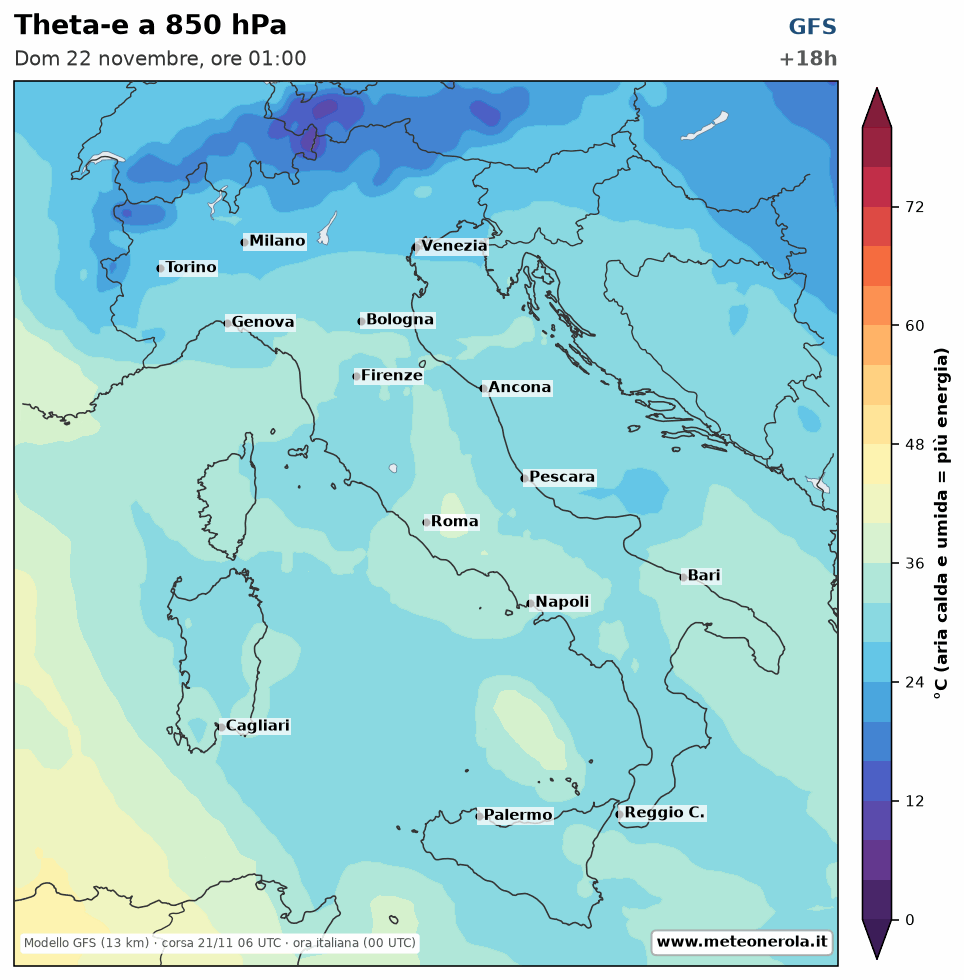 Theta-e a 850 hPa
GFS
Dom 22 novembre, ore 01:00
+18h
Milano
Venezia
Torino
Genova
Bologna
Firenze
Ancona
Pescara
Roma
Bari
Napoli
Cagliari
Palermo
Reggio C.
72
60
48
36
24
12
0
°C (aria calda e umida = più energia)
Modello GFS (13 km) · corsa 21/11 06 UTC · ora italiana (00 UTC)
www.meteonerola.it